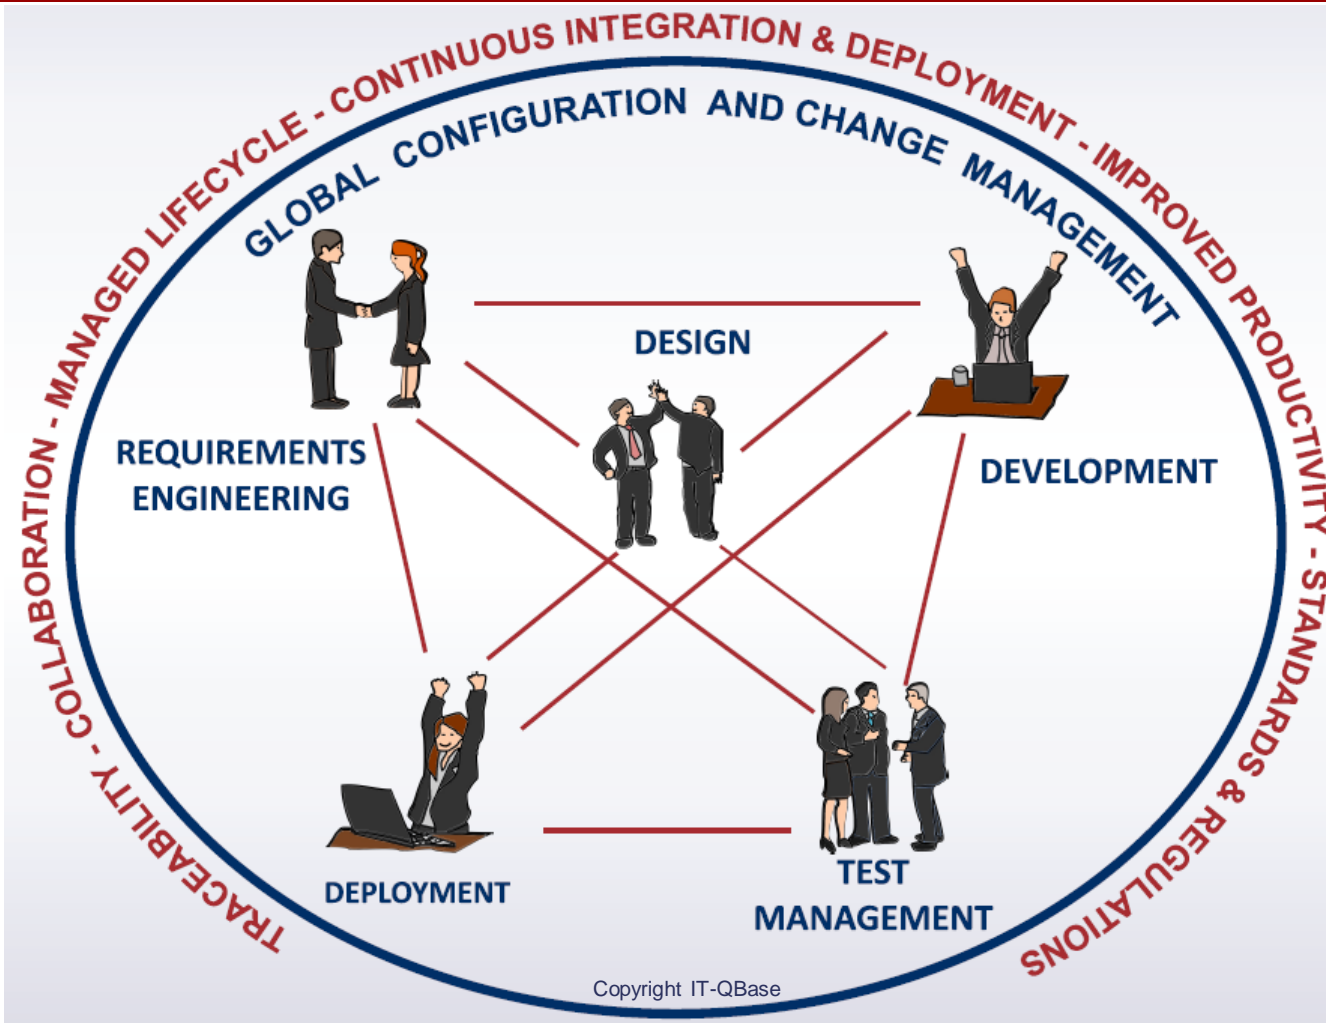 TRACEABILITY - COLLABORATION - MANAGED LIFECYCLE - CONTINUOUS INTEGRATION & DEPLOYMENT - IMPROVED PRODUCTIVITY - STANDARDS & REGULATIONS
GLOBAL CONFIGURATION AND CHANGE MANAGEMENT
DESIGN
REQUIREMENTS
ENGINEERING
DEVELOPMENT
DEPLOYMENT
TEST
MANAGEMENT
Copyright IT-QBase